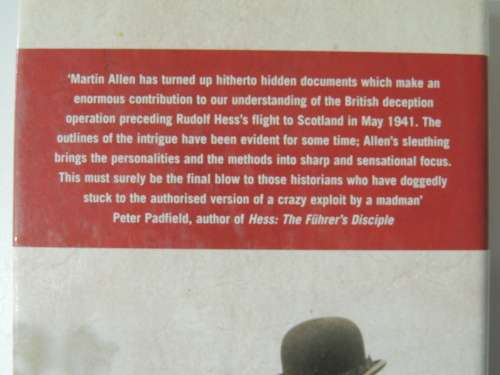 'Martin Allen has turned up hitherto hidden documents which make an
enormous contribution to our understanding of the British deception
operation preceding Rudolf Hess's flight to Scotland in May 1941. The
outlines of the intrigue have been evident for some time; Allen's sleuthing
brings the personalities and the methods into sharp and sensational focus.
This must surely be the final blow to those historians who have doggedly
stuck to the authorised version of a crazy exploit by a madman'
Peter Padfield, author of Hess: The Führer's Disciple